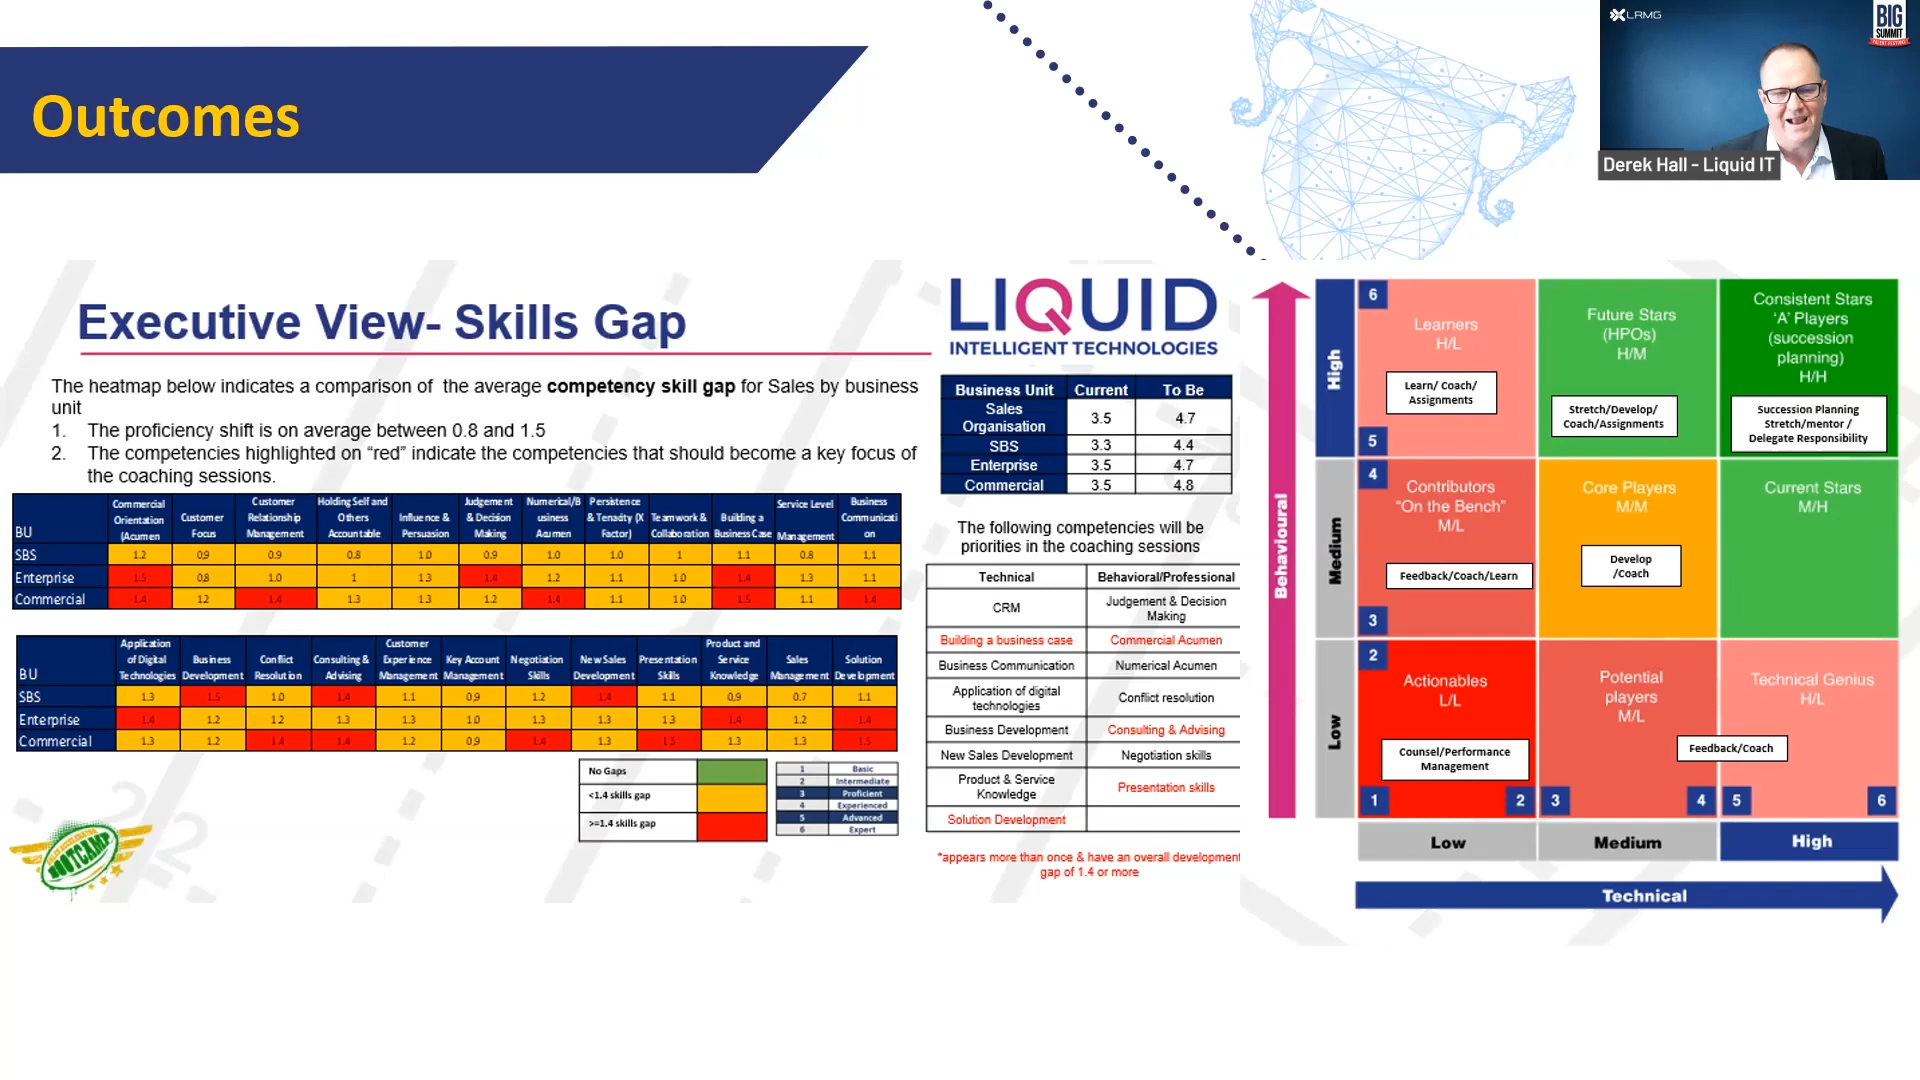 Outcomes
LRMG
BIG
SUMMIT
Derek Hall - Liquid IT
Executive View- Skills Gap
The heatmap below indicates a comparison of the average competency skill gap for Sales by business
unit
1. The proficiency shift is on average between 0.8 and 1.5
2. The competencies highlighted on “red” indicate the competencies that should become a key focus of
the coaching sessions.
BU
Commercial
Orientation
(Acumen
Customer
Focus
Customer
Relationship
Management
Holding Self and
Others
Accountable
Influence &
Persuasion
Judgement
& Decision
Making
Numerical/B
usiness
Acumen
Persistence
& Tenacity (X
Factor)
Teamwork &
Collaboration
Building a
Business Case
Service Level
Management
Business
Communicati
on
SBS 1.2 0.9 0.9 0.8 1.0 0.9 1.0 1.0 1 1.1 0.8 1.1
Enterprise 1.5 0.8 1.0 1 1.3 1.4 1.2 1.1 1.0 1.4 1.3 1.1
Commercial 1.4 1.2 1.4 1.3 1.3 1.2 1.4 1.1 1.0 1.5 1.1 1.4
BU
Application
of Digital
Technologies
Business
Development
Conflict
Resolution
Consulting &
Advising
Customer
Experience
Management
Key Account
Management
Negotiation
Skills
New Sales
Development
Presentation
Skills
Product and
Service
Knowledge
Sales
Management
Solution
Development
SBS 1.3 1.5 1.0 1.4 1.1 0.9 1.2 1.4 1.1 0.9 0.7 1.1
Enterprise 1.4 1.2 1.2 1.3 1.3 1.0 1.3 1.3 1.3 1.4 1.2 1.4
Commercial 1.3 1.2 1.4 1.4 1.2 0.9 1.4 1.3 1.5 1.3 1.3 1.5
No Gaps
<1.4 skills gap
>=1.4 skills gap
1 Basic
2 Intermediate
3 Proficient
4 Experienced
5 Advanced
6 Expert
BOOTCAMP
LIQUID
INTELLIGENT TECHNOLOGIES
Business Unit Current To Be
Sales
Organisation 3.5 4.7
SBS 3.3 4.4
Enterprise 3.5 4.7
Commercial 3.5 4.8
The following competencies will be
priorities in the coaching sessions
Technical Behavioral/Professional
CRM Judgement & Decision
Making
Building a business case Commercial Acumen
Business Communication Numerical Acumen
Application of digital
technologies Conflict resolution
Business Development Consulting & Advising
New Sales Development Negotiation skills
Product & Service
Knowledge Presentation skills
Solution Development
*appears more than once & have an overall development
gap of 1.4 or more
Behavioural
High
Medium
Low
6
Learners
H/L
Learn/ Coach/
Assignments
5
Future Stars
(HPOs)
H/M
Stretch/Develop/
Coach/Assignments
Consistent Stars
‘A’ Players
(succession
planning)
H/H
Succession Planning
Stretch/mentor /
Delegate Responsibility
4
Contributors
“On the Bench”
M/L
Feedback/Coach/Learn
3
Core Players
M/M
Develop
/Coach
Current Stars
M/H
2
Actionables
L/L
Counsel/Performance
Management
1 2
Potential
players
M/L
3 4
Technical Genius
H/L
Feedback/Coach
5 6
Low Medium High
Technical